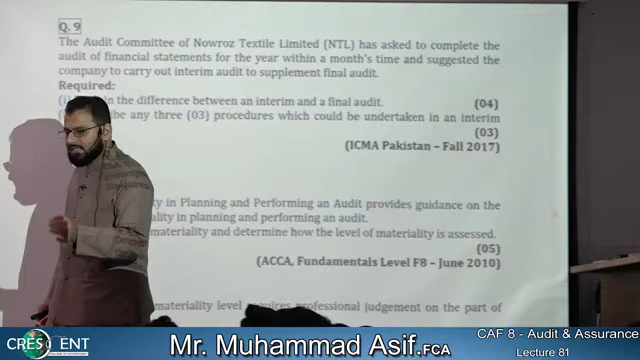 Q.9
The Audit Committee of Nowroz Textile Limited (NTL) has asked to complete the
audit of financial statements for the year within a month's time and suggested the
company to carry out interim audit to supplement final audit.
Required:
in the difference between an interim and a final audit. (04)
be any three (03) procedures which could be undertaken in an interim
(03)
(ICMA Pakistan – Fall 2017)
ty in Planning and Performing an Audit provides guidance on the
ality in planning and performing an audit.
materiality and determine how the level of materiality is assessed.
(05)
(ACCA, Fundamentals Level F8 – June 2010)
materiality level requires professional judgement on the part of
CRESCENT
Mr. Muhammad Asif.FCA
CAF 8 - Audit & Assurance
Lecture 81